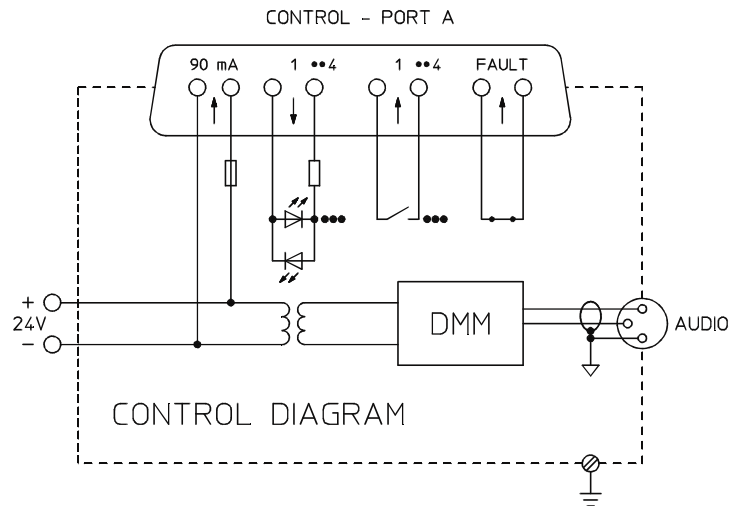 CONTROL - PORT A
90 mA 1 ••4 1 ••4 FAULT
+
24V
-
DMM
AUDIO
CONTROL DIAGRAM